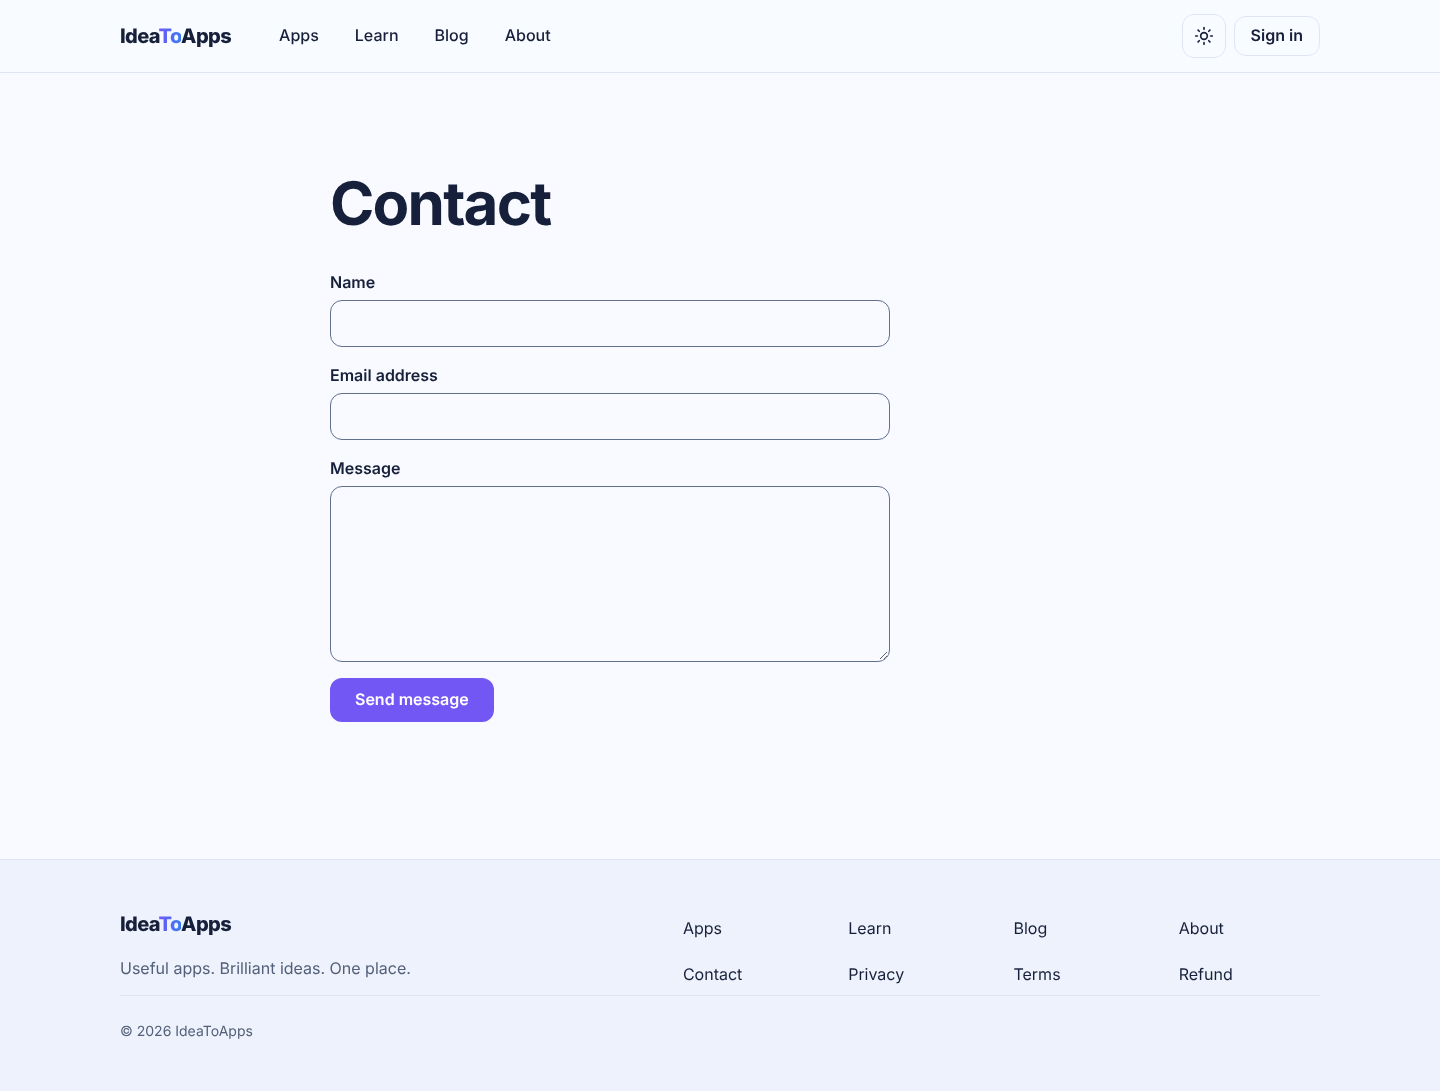 IdeaToApps Apps Learn Blog About Sign in
Contact
Name
Email address
Message
Send message
IdeaToApps
Useful apps. Brilliant ideas. One place.
Apps Learn Blog About
Contact Privacy Terms Refund
© 2026 IdeaToApps